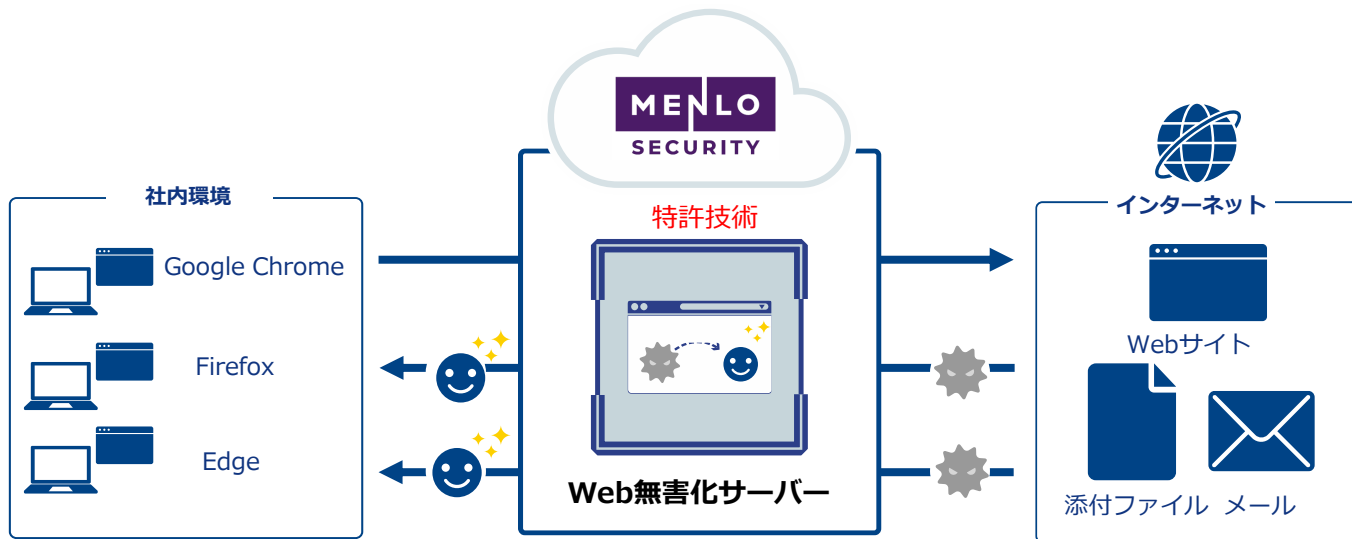 MENLO
SECURITY
特許技術
Web無害化サーバー
社内環境
Google Chrome
Firefox
Edge
インターネット
Webサイト
添付ファイル メール